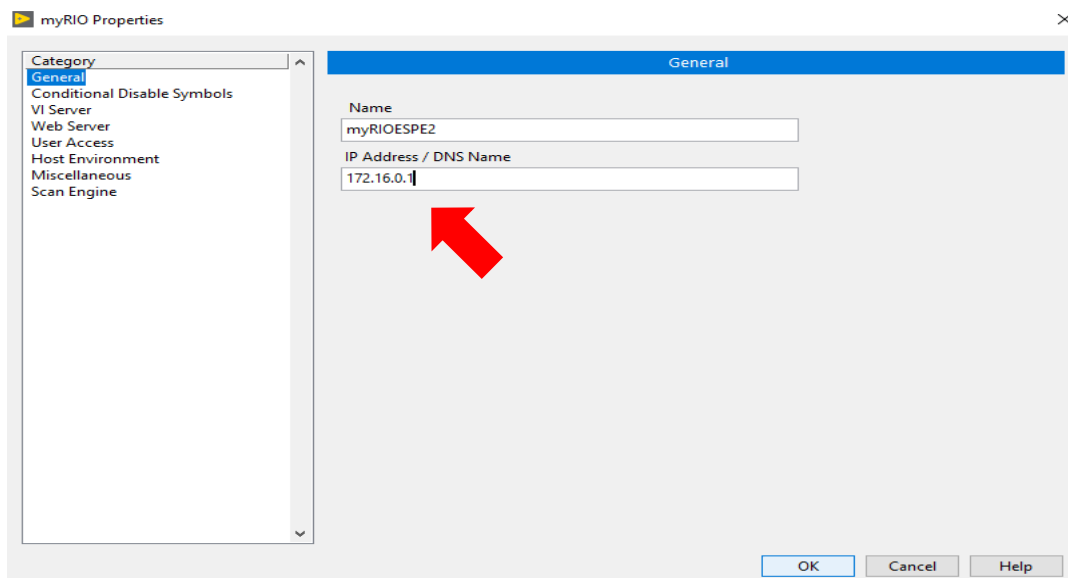 myRIO Properties
Category
General
Conditional Disable Symbols
VI Server
Web Server
User Access
Host Environment
Miscellaneous
Scan Engine
General
Name
myRIOESPE2
IP Address / DNS Name
172.16.0.1
OK
Cancel
Help